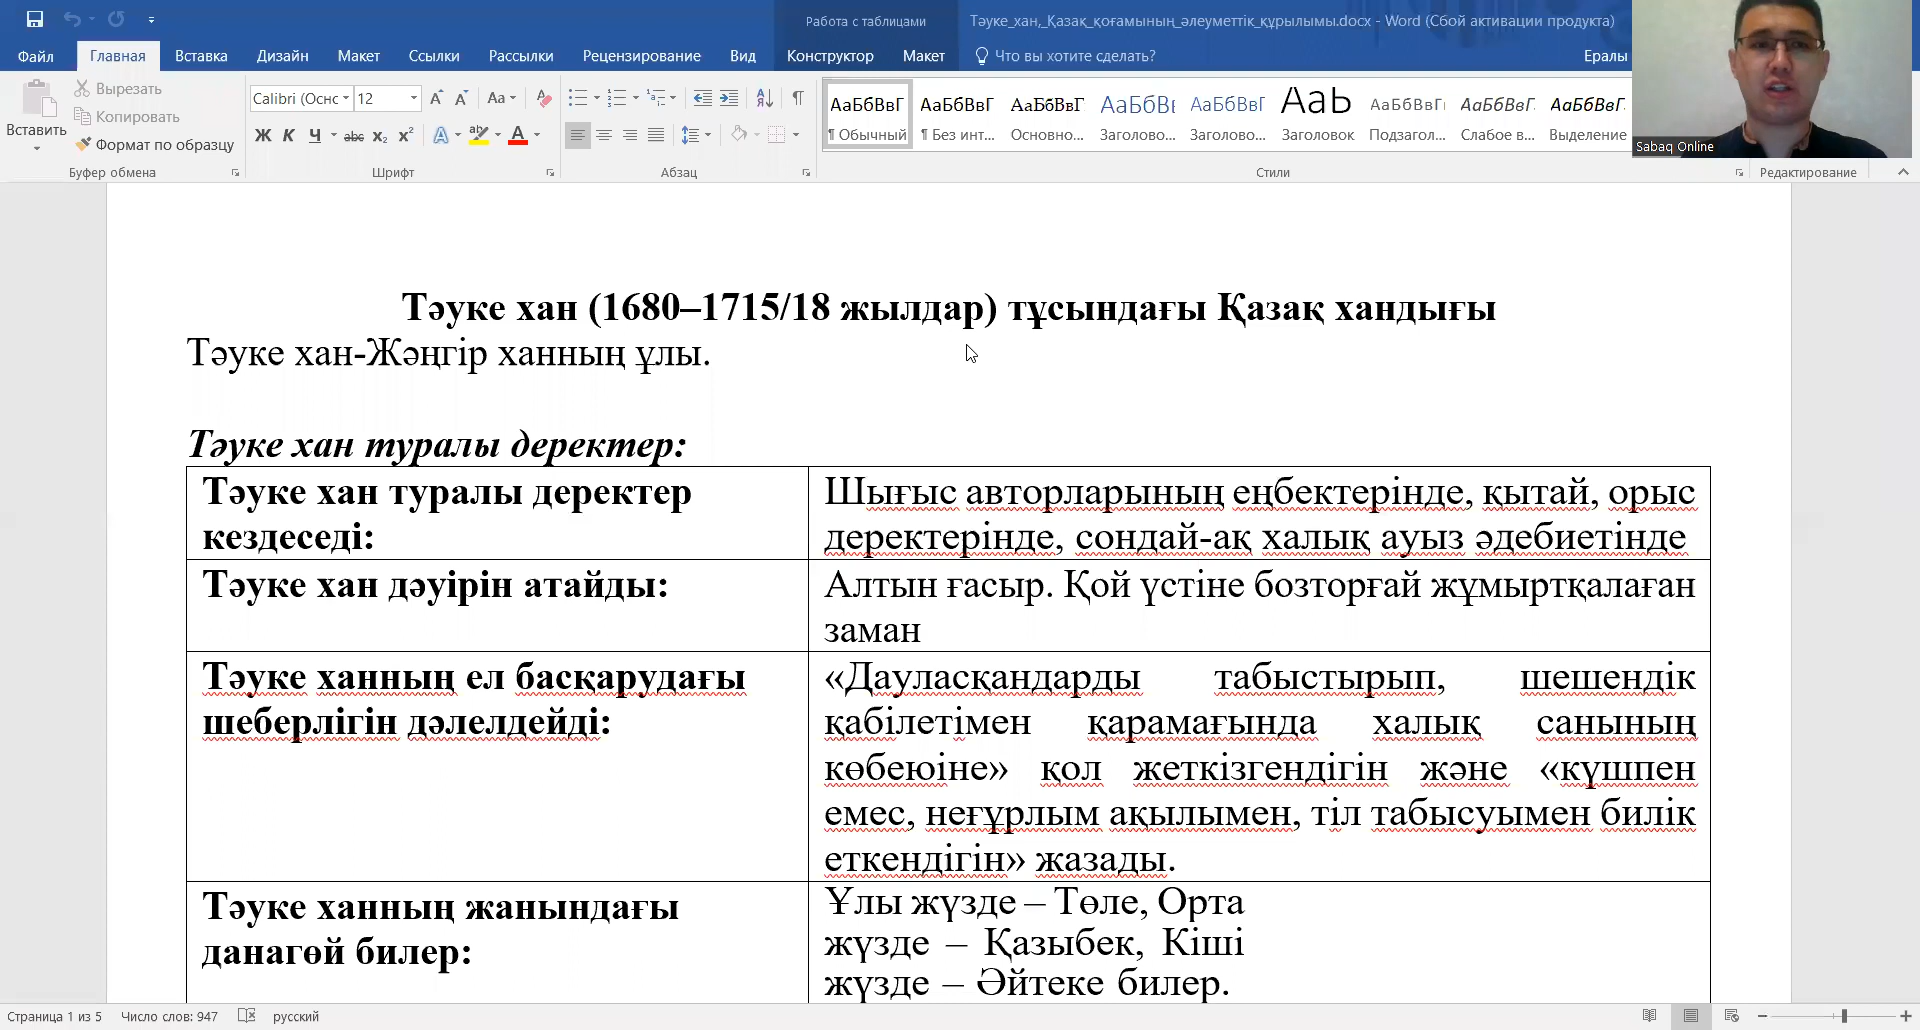 Работа с таблицами
Тәуке_хан,_Қазақ_қоғамының_әлеуметтік_құрылымы.docx - Word (Сбой активации продукта)
Файл Главная Вставка Дизайн Макет Ссылки Рассылки Рецензирование Вид Конструктор Макет Что вы хотите сделать? Ералы
Вставить
Вырезать
Копировать
Формат по образцу
Буфер обмена
Calibri (Оснс 12
Ж К Ч abc x₂ x²
Шрифт
Абзац
АаБбВвГ АаБбВвГ АаБбВвГ АаБбВ АаБбВвГ АаЬ АаБбВвГ АаБбВвГ АаБбВвГ
¶ Обычный ¶ Без инт... Основно... Заголово... Заголово... Заголовок Подзагол... Слабое в... Выделение
Стили
Редактирование
Sabaq Online
Тәуке хан (1680–1715/18 жылдар) тұсындағы Қазақ хандығы
Тәуке хан-Жәңгір ханның ұлы.
Тәуке хан туралы деректер:
Тәуке хан туралы деректер
кездеседі:
Шығыс авторларының еңбектерінде, қытай, орыс
деректерінде, сондай-ақ халық ауыз әдебиетінде
Тәуке хан дәуірін атайды:
Алтын ғасыр. Қой үстіне бозторғай жұмыртқалаған
заман
Тәуке ханның ел басқарудағы
шеберлігін дәлелдейді:
«Дауласқандарды табыстырып, шешендік
қабілетімен қарамағында халық санының
көбеюіне» қол жеткізгендігін және «күшпен
емес, неғұрлым ақылымен, тіл табысуымен билік
еткендігін» жазады.
Тәуке ханның жанындағы
данагөй билер:
Ұлы жүзде – Төле, Орта
жүзде – Қазыбек, Кіші
жүзде – Әйтеке билер.
Страница 1 из 5 Число слов: 947 русский